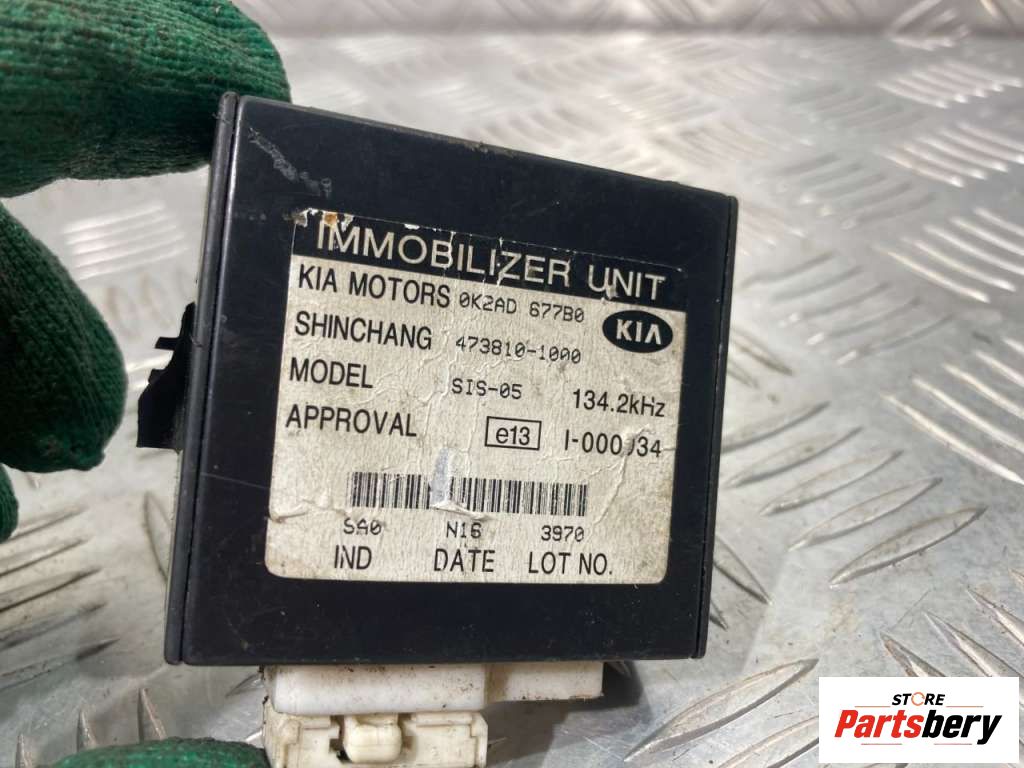 IMMOBILIZER UNIT
KIA MOTORS 0K2AD 677B0
KIA
SHINCHANG 473810-1000
MODEL SIS-05 134.2kHz
APPROVAL e13 I-000034
SA0 N16 3970
IND DATE LOT NO.
STORE
Partsbery